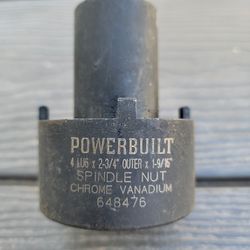 POWERBUILT
4 LUG x 2-3/4" OUTER x 1-9/16"
SPINDLE NUT
CHROME VANADIUM
648476